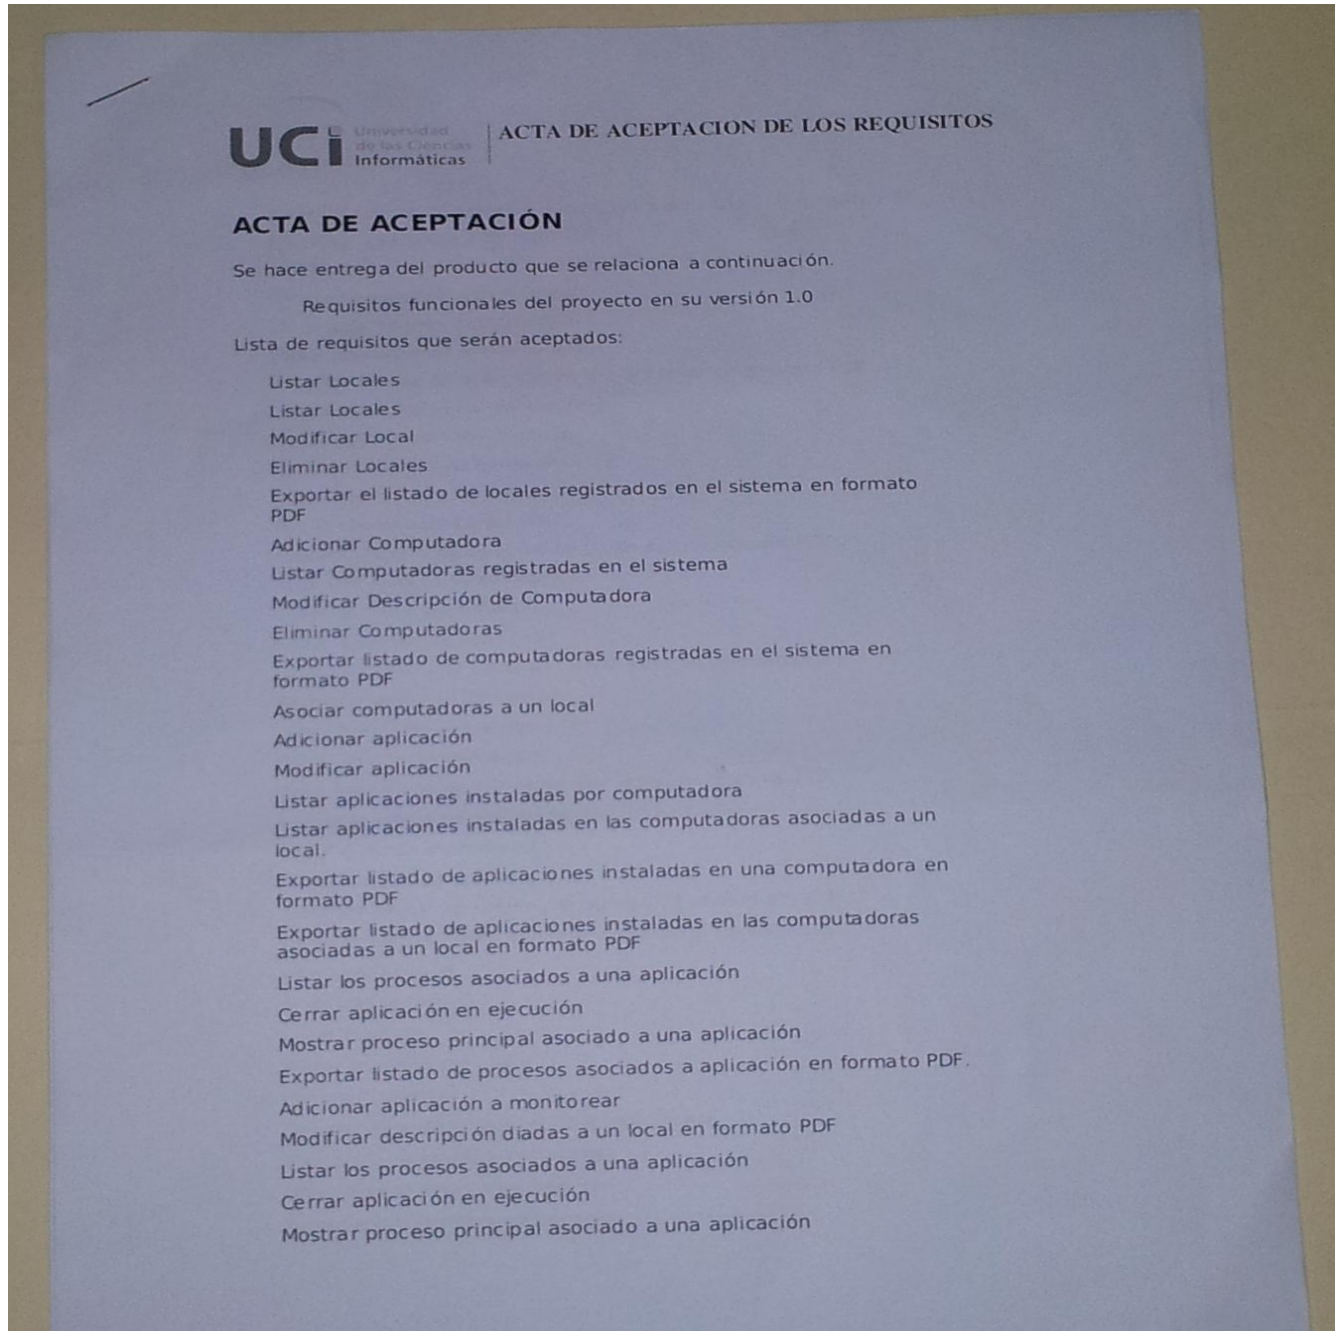 UCi Universidad
de las Ciencias
Informáticas
ACTA DE ACEPTACION DE LOS REQUISITOS
ACTA DE ACEPTACIÓN
Se hace entrega del producto que se relaciona a continuación.
Requisitos funcionales del proyecto en su versión 1.0
Lista de requisitos que serán aceptados:
Listar Locales
Listar Locales
Modificar Local
Eliminar Locales
Exportar el listado de locales registrados en el sistema en formato
PDF
Adicionar Computadora
Listar Computadoras registradas en el sistema
Modificar Descripción de Computadora
Eliminar Computadoras
Exportar listado de computadoras registradas en el sistema en
formato PDF
Asociar computadoras a un local
Adicionar aplicación
Modificar aplicación
Listar aplicaciones instaladas por computadora
Listar aplicaciones instaladas en las computadoras asociadas a un
local.
Exportar listado de aplicaciones instaladas en una computadora en
formato PDF
Exportar listado de aplicaciones instaladas en las computadoras
asociadas a un local en formato PDF
Listar los procesos asociados a una aplicación
Cerrar aplicación en ejecución
Mostrar proceso principal asociado a una aplicación
Exportar listado de procesos asociados a aplicación en formato PDF.
Adicionar aplicación a monitorear
Modificar descripción diadas a un local en formato PDF
Listar los procesos asociados a una aplicación
Cerrar aplicación en ejecución
Mostrar proceso principal asociado a una aplicación